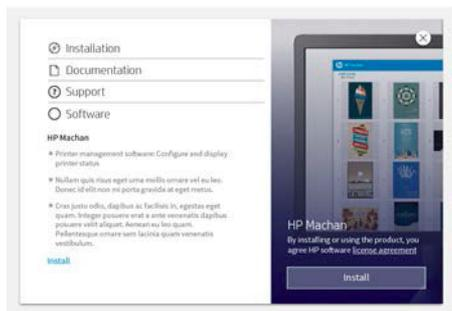 Installation
Documentation
Support
Software
HP Machan
Printer management software: Configure and display
printer status
Nullam quis risus eget urna mollis ornare vel eu leo.
Donec id elit non mi porta gravida at eget metus.
Cras justo odio, dapibus ac facilisis in, egestas eget
quam. Integer posuere erat a ante venenatis dapibus
posuere velit aliquet. Aenean eu leo quam.
Pellentesque ornare sem lacinia quam venenatis
vestibulum.
Install
HP Machan
By installing or using the product, you
agree HP software license agreement
Install